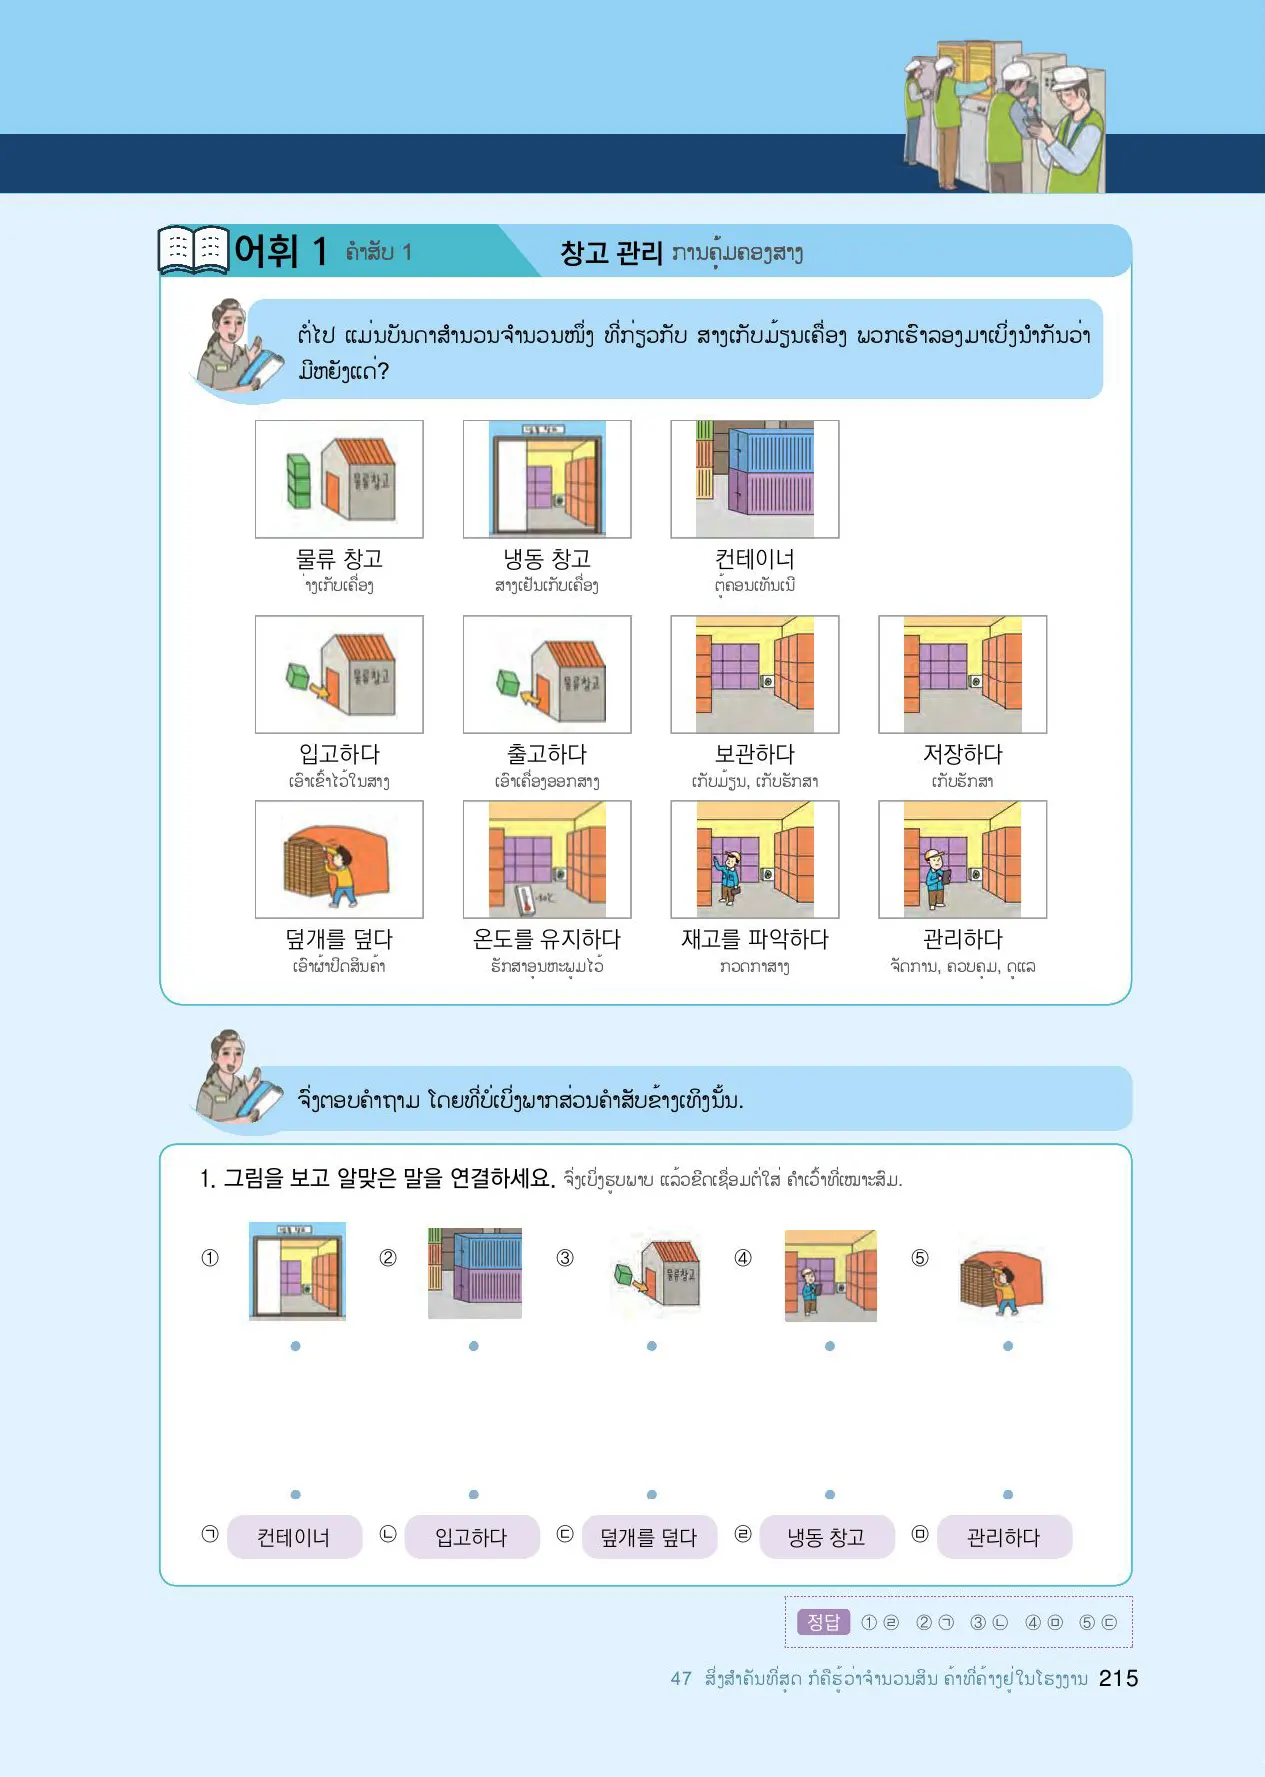 어휘 1 ຄຳສັບ 1 창고 관리 ການຄຸ້ມຄອງສາງ
ຕໍ່ໄປ ແມ່ນບັນດາສຳນວນຈຳນວນໜຶ່ງ ທີ່ກ່ຽວກັບ ສາງເກັບມ້ຽນເຄື່ອງ ພວກເຮົາລອງມາເບິ່ງນຳກັນວ່າ
ມີຫຍັງແດ່?
물류창고
물류 창고 냉동 창고 컨테이너
່າງເກັບເຄື່ອງ ສາງເຢັນເກັບເຄື່ອງ ຕູ້ຄອນເທັນເນີ
물류창고 물류창고
입고하다 출고하다 보관하다 저장하다
ເອົາເຂົ້າໄວ້ໃນສາງ ເອົາເຄື່ອງອອກສາງ ເກັບມ້ຽນ, ເກັບຮັກສາ ເກັບຮັກສາ
덮개를 덮다 온도를 유지하다 재고를 파악하다 관리하다
ເອົາຜ້າປົດສິນຄ້າ ຮັກສາອຸນຫະພູມໄວ້ ກວດກາສາງ ຈັດການ, ຄວບຄຸມ, ດູແລ
ຈົ່ງຕອບຄຳຖາມ ໂດຍທີ່ບໍ່ເບິ່ງພາກສ່ວນຄຳສັບຂ້າງເທິງນັ້ນ.
1. 그림을 보고 알맞은 말을 연결하세요. ຈົ່ງເບິ່ງຮູບພາບ ແລ້ວຂີດເຊື່ອມຕໍ່ໃສ່ ຄຳເວົ້າທີ່ເໝາະສົມ.
① ② ③ ④ ⑤
물류창고
㉠ 컨테이너 ㉡ 입고하다 ㉢ 덮개를 덮다 ㉣ 냉동 창고 ㉤ 관리하다
정답 ① ㉣ ② ㉠ ③ ㉡ ④ ㉤ ⑤ ㉢
47 ສິ່ງສຳຄັນທີ່ສຸດ ກໍຄືຮູ້ວ່າຈຳນວນສິນ ຄ້າທີ່ຄ້າງຢູ່ໃນໂຮງງານ 215